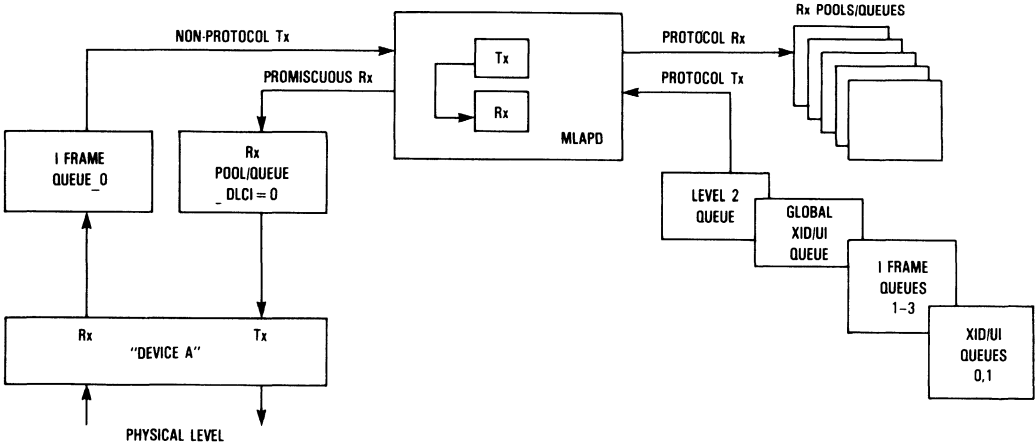 Rx POOLS/QUEUES
NON-PROTOCOL Tx
PROTOCOL Rx
PROMISCUOUS Rx
PROTOCOL Tx
Tx
Rx
MLAPD
I FRAME
QUEUE_0
Rx
POOL/QUEUE
_DLCI = 0
LEVEL 2
QUEUE
GLOBAL
XID/UI
QUEUE
I FRAME
QUEUES
1-3
XID/UI
QUEUES
0,1
Rx
Tx
"DEVICE A"
PHYSICAL LEVEL